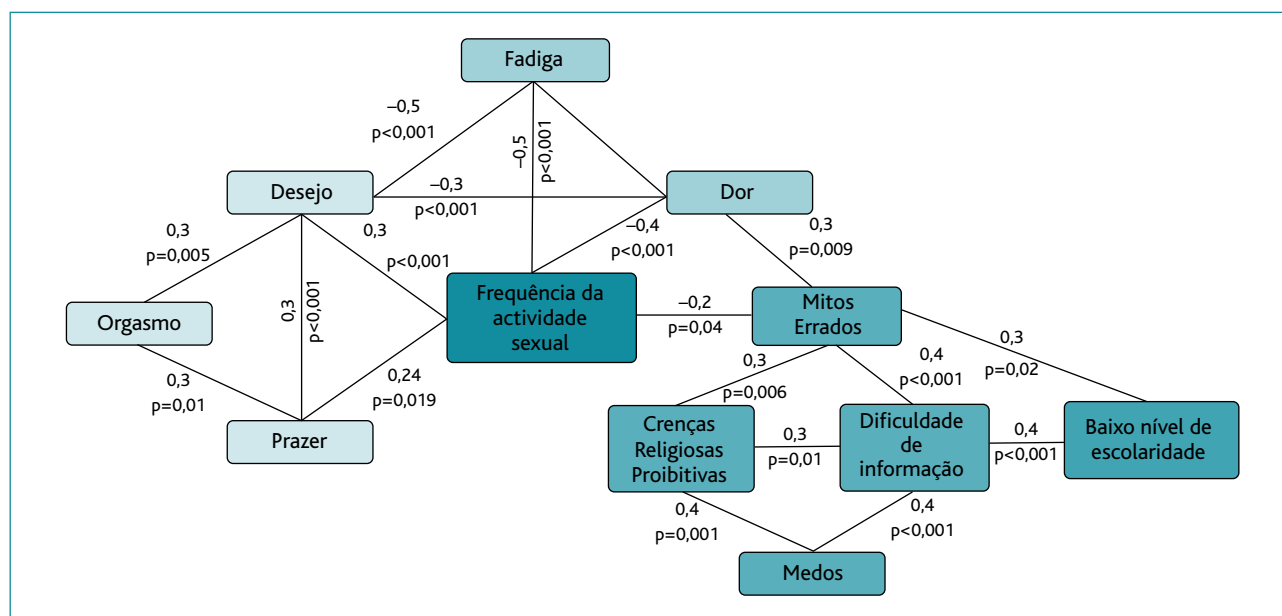 Fadiga
–0,5
p<0,001
–0,5
p<0,001
Desejo
–0,3
p<0,001
Dor
0,3
p=0,005
0,3
p<0,001
–0,4
p<0,001
0,3
p=0,009
Orgasmo
0,3
p<0,001
Frequência da
actividade
sexual
–0,2
p=0,04
Mitos
Errados
0,3
p=0,01
0,24
p=0,019
0,3
p=0,006
0,4
p<0,001
0,3
p=0,02
Prazer
Crenças
Religiosas
Proibitivas
0,3
p=0,01
Dificuldade
de
informação
0,4
p<0,001
Baixo nível de
escolaridade
0,4
p=0,001
0,4
p<0,001
Medos